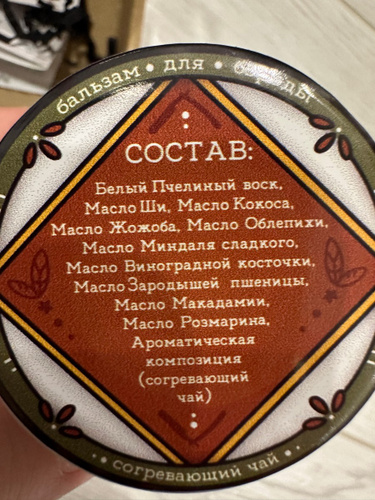 бальзам • для • бороды
СОСТАВ:
Белый Пчелиный воск,
Масло Ши, Масло Кокоса,
Масло Жожоба, Масло Облепихи,
Масло Миндаля сладкого,
Масло Виноградной косточки,
Масло Зародышей пшеницы,
Масло Макадамии,
Масло Розмарина,
Ароматическая
композиция
(согревающий
чай)
• согревающий чай •